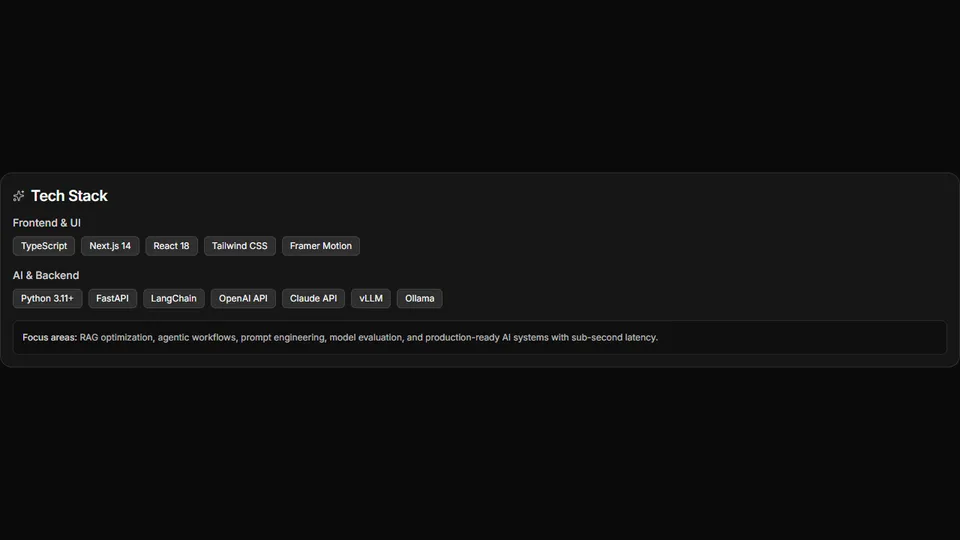 Tech Stack
Frontend & UI
TypeScript Next.js 14 React 18 Tailwind CSS Framer Motion
AI & Backend
Python 3.11+ FastAPI LangChain OpenAI API Claude API vLLM Ollama
Focus areas: RAG optimization, agentic workflows, prompt engineering, model evaluation, and production-ready AI systems with sub-second latency.